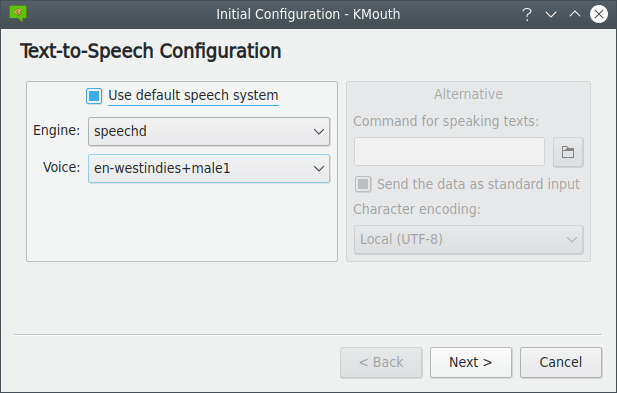 Initial Configuration - KMouth
Text-to-Speech Configuration
Use default speech system
Engine: speechd
Voice: en-westindies+male1
Alternative
Command for speaking texts:
Send the data as standard input
Character encoding:
Local (UTF-8)
< Back Next > Cancel